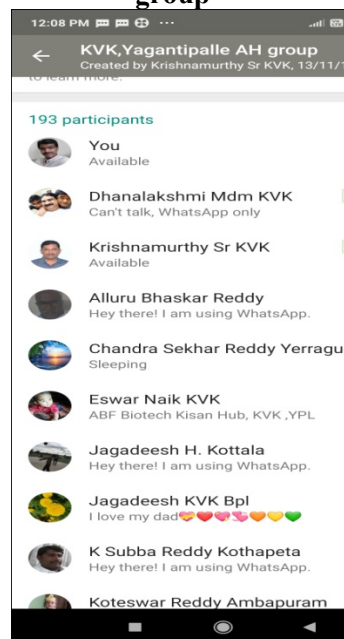 group
12:08 PM
KVK,Yagantipalle AH group
Created by Krishnamurthy Sr KVK, 13/11/1
to learn more.
193 participants
You
Available
Dhanalakshmi Mdm KVK
Can't talk, WhatsApp only
Krishnamurthy Sr KVK
Available
Alluru Bhaskar Reddy
Hey there! I am using WhatsApp.
Chandra Sekhar Reddy Yerragu
Sleeping
Eswar Naik KVK
ABF Biotech Kisan Hub, KVK ,YPL
Jagadeesh H. Kottala
Hey there! I am using WhatsApp.
Jagadeesh KVK Bpl
I love my dad💝❤️💘💝🧡💛💚
K Subba Reddy Kothapeta
Hey there! I am using WhatsApp.
Koteswar Reddy Ambapuram